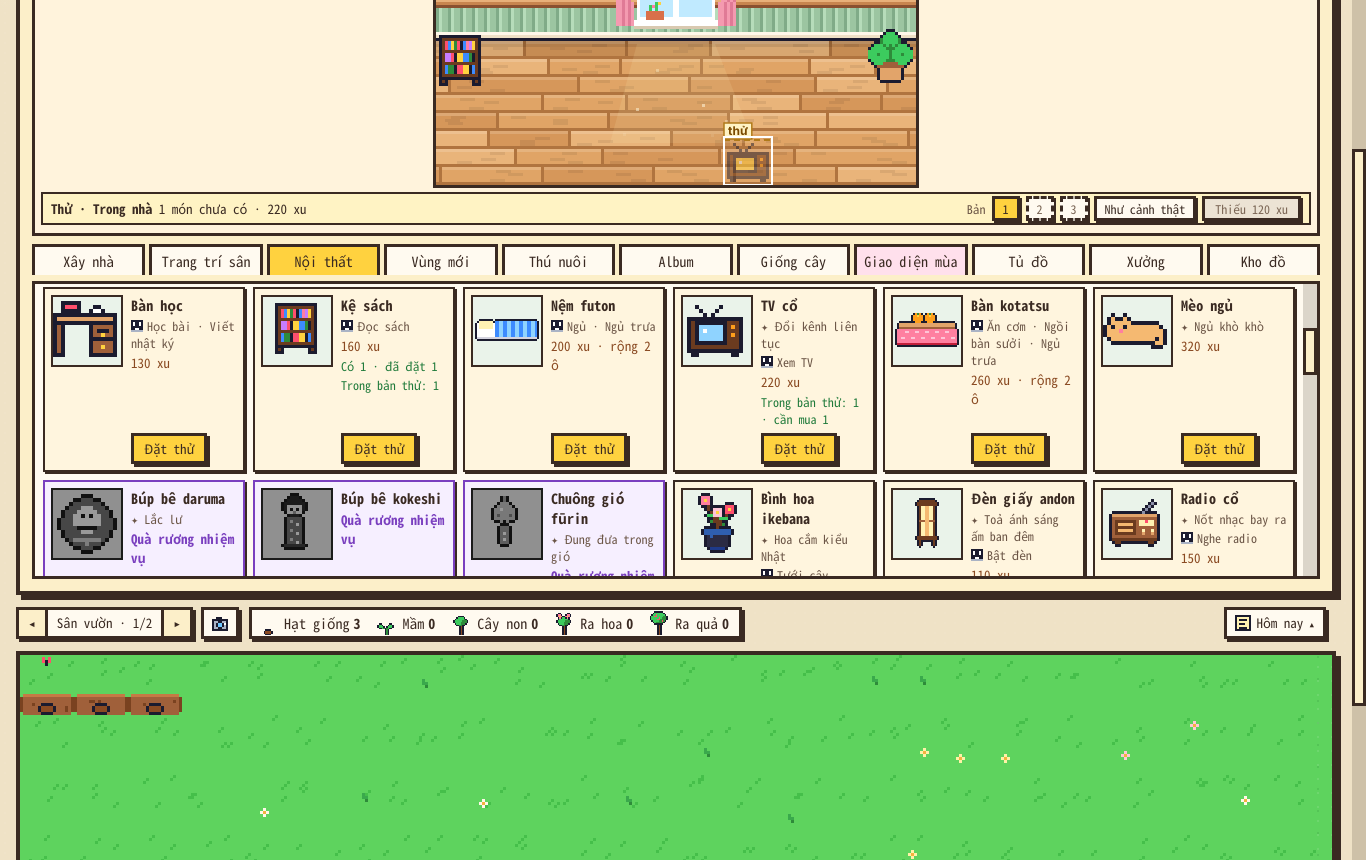 thử
Thử · Trong nhà 1 món chưa có · 220 xu
Bản 1 2 3 Như cảnh thật Thiếu 120 xu
Xây nhà Trang trí sân Nội thất Vùng mới Thú nuôi Album Giống cây Giao diện mùa Tủ đồ Xưởng Kho đồ
Bàn học
Học bài · Viết
nhật ký
130 xu
Đặt thử
Kệ sách
Đọc sách
160 xu
Có 1 · đã đặt 1
Trong bản thử: 1
Đặt thử
Nệm futon
Ngủ · Ngủ trưa
200 xu · rộng 2
ô
Đặt thử
TV cổ
✦ Đổi kênh liên
tục
Xem TV
220 xu
Trong bản thử: 1
· cần mua 1
Đặt thử
Bàn kotatsu
Ăn cơm · Ngồi
bàn sưởi · Ngủ
trưa
260 xu · rộng 2
ô
Đặt thử
Mèo ngủ
✦ Ngủ khò khò
320 xu
Đặt thử
Búp bê daruma
✦ Lắc lư
Quà rương nhiệm
vụ
Búp bê kokeshi
Quà rương nhiệm
vụ
Chuông gió
fūrin
✦ Đung đưa trong
gió
Quà rương nhiệm
Bình hoa
ikebana
✦ Hoa cắm kiểu
Nhật
Tưới cây
Đèn giấy andon
✦ Toả ánh sáng
ấm ban đêm
Bật đèn
110 xu
Radio cổ
✦ Nốt nhạc bay ra
Nghe radio
150 xu
◂ Sân vườn · 1/2 ▸
Hạt giống 3 Mầm 0 Cây non 0 Ra hoa 0 Ra quả 0
Hôm nay ▴